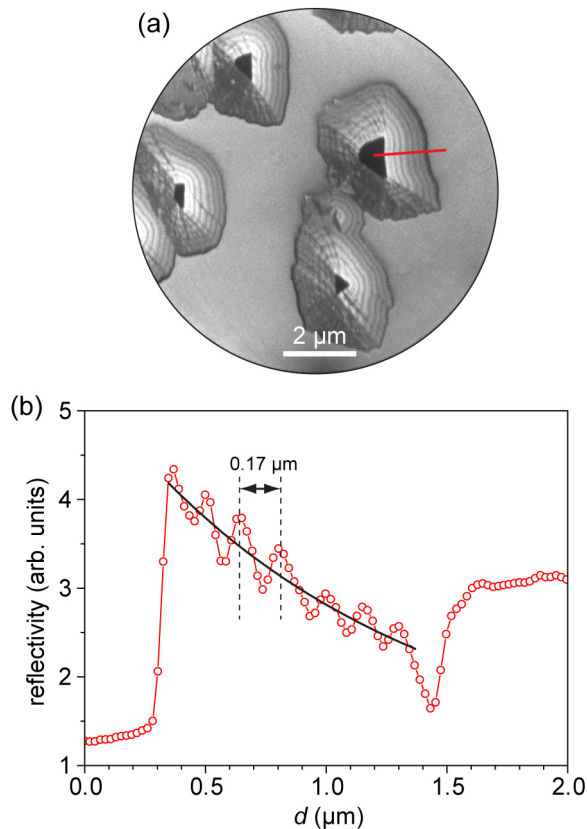 (a)
2 μm
(b)
5
4
3
2
1
0.17 μm
reflectivity (arb. units)
0.0
0.5
1.0
1.5
2.0
d (μm)